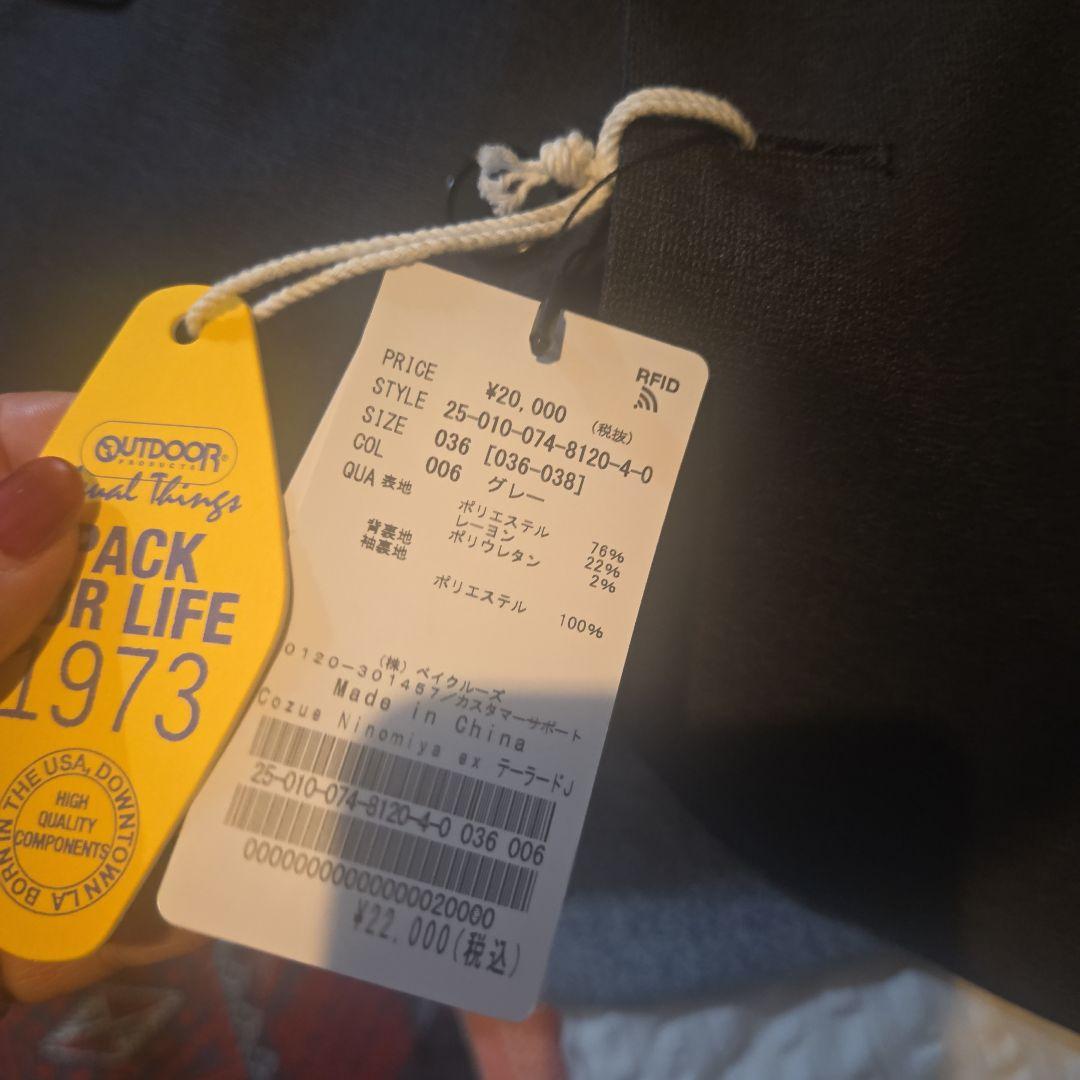 OUTDOOR®
PRODUCTS
Things
PACK
R LIFE
1973
BORN IN THE USA, DOWNTOWN LA
HIGH
QUALITY
COMPONENTS
RFID
PRICE ¥20,000 (税抜)
STYLE 25-010-074-8120-4-0
SIZE 036 [036-038]
COL 006 グレー
QUA 表地
ポリエステル 76%
レーヨン 22%
ポリウレタン 2%
背裏地
袖裏地
ポリエステル 100%
(株) ベイクルーズ
0120-301457/カスタマーサポート
Made in China
Cozue Ninomiya ex テーラードJ
25-010-074-8120-4-0 036 006
00000000000000020000
¥22,000(税込)